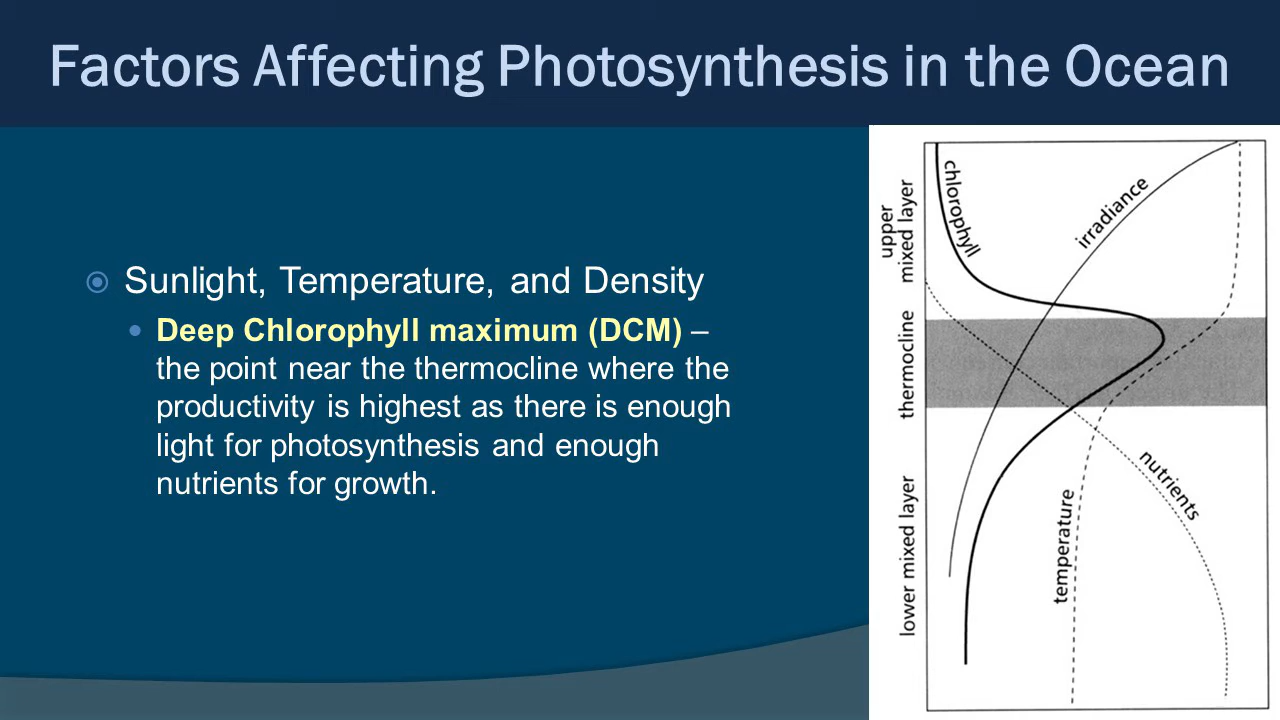 Factors Affecting Photosynthesis in the Ocean
Sunlight, Temperature, and Density
Deep Chlorophyll maximum (DCM) –
the point near the thermocline where the
productivity is highest as there is enough
light for photosynthesis and enough
nutrients for growth.
upper
mixed layer
thermocline
lower mixed layer
chlorophyll
irradiance
temperature
nutrients